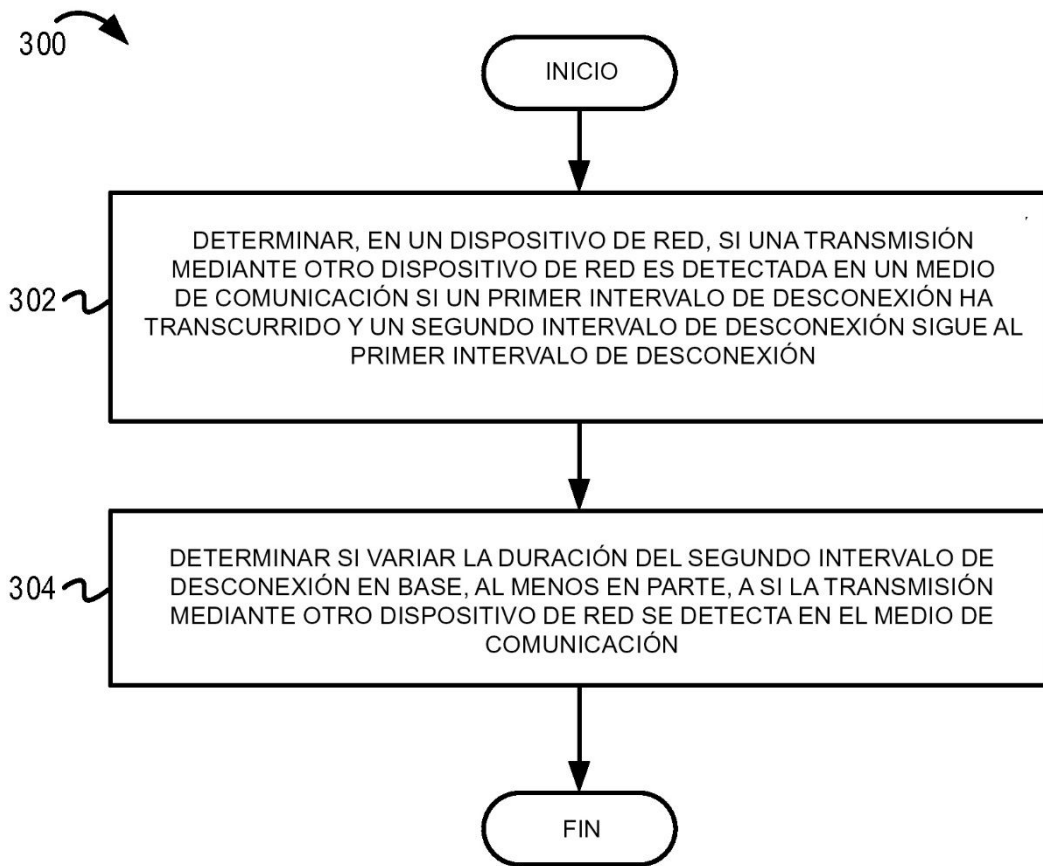 300
INICIO
302
DETERMINAR, EN UN DISPOSITIVO DE RED, SI UNA TRANSMISIÓN
MEDIANTE OTRO DISPOSITIVO DE RED ES DETECTADA EN UN MEDIO
DE COMUNICACIÓN SI UN PRIMER INTERVALO DE DESCONEXIÓN HA
TRANSCURRIDO Y UN SEGUNDO INTERVALO DE DESCONEXIÓN SIGUE AL
PRIMER INTERVALO DE DESCONEXIÓN
304
DETERMINAR SI VARIAR LA DURACIÓN DEL SEGUNDO INTERVALO DE
DESCONEXIÓN EN BASE, AL MENOS EN PARTE, A SI LA TRANSMISIÓN
MEDIANTE OTRO DISPOSITIVO DE RED SE DETECTA EN EL MEDIO DE
COMUNICACIÓN
FIN